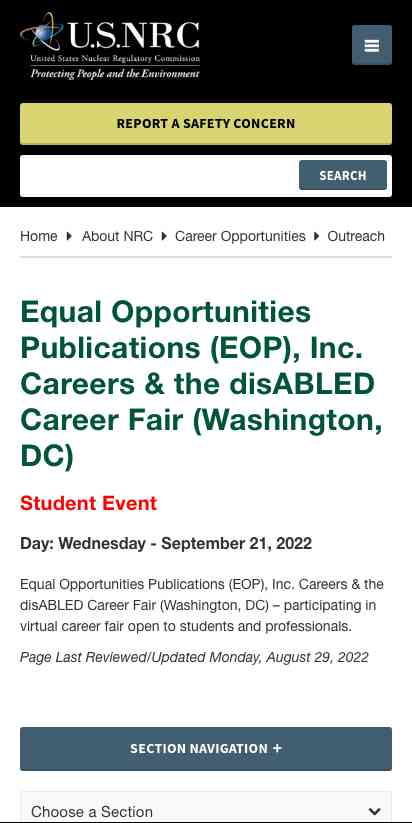 U.S.NRC
United States Nuclear Regulatory Commission
Protecting People and the Environment
REPORT A SAFETY CONCERN
SEARCH
Home About NRC Career Opportunities Outreach
Equal Opportunities
Publications (EOP), Inc.
Careers & the disABLED
Career Fair (Washington,
DC)
Student Event
Day: Wednesday - September 21, 2022
Equal Opportunities Publications (EOP), Inc. Careers & the
disABLED Career Fair (Washington, DC) – participating in
virtual career fair open to students and professionals.
Page Last Reviewed/Updated Monday, August 29, 2022
SECTION NAVIGATION +
Choose a Section